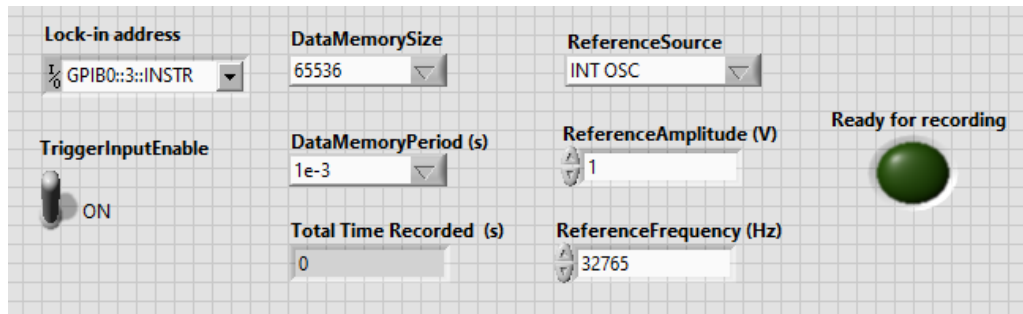 Lock-in address
I/O GPIB0::3::INSTR
TriggerInputEnable
ON
DataMemorySize
65536
DataMemoryPeriod (s)
1e-3
Total Time Recorded (s)
0
ReferenceSource
INT OSC
ReferenceAmplitude (V)
1
ReferenceFrequency (Hz)
32765
Ready for recording